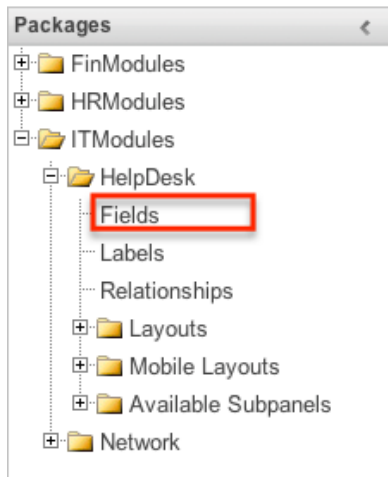 Packages
FinModules
HRModules
ITModules
HelpDesk
Fields
Labels
Relationships
Layouts
Mobile Layouts
Available Subpanels
Network